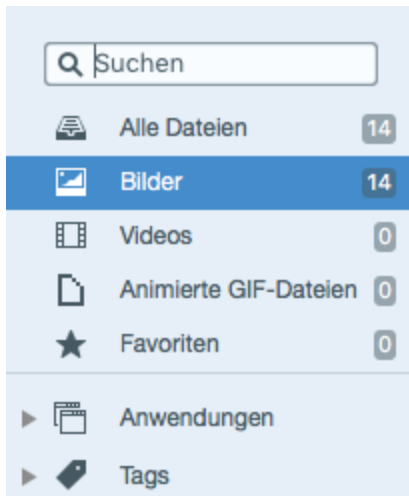 Suchen
Alle Dateien 14
Bilder 14
Videos 0
Animierte GIF-Dateien 0
Favoriten 0
Anwendungen
Tags